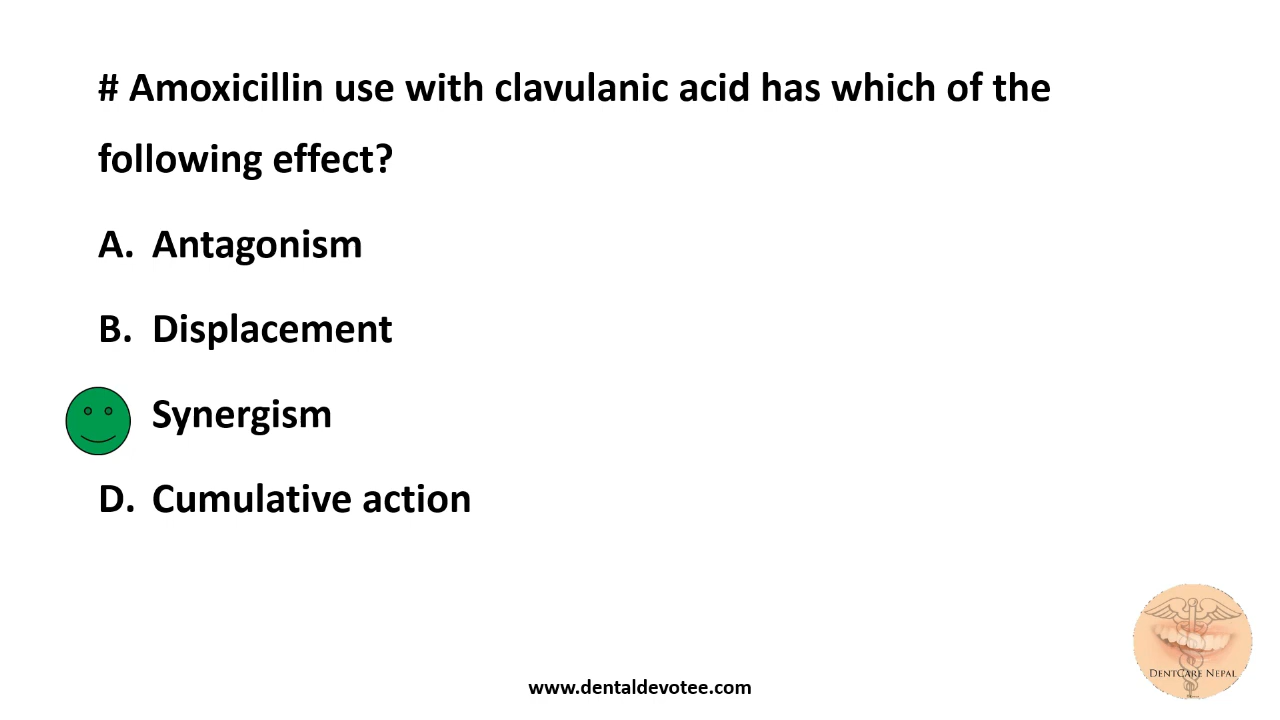 # Amoxicillin use with clavulanic acid has which of the
following effect?
A. Antagonism
B. Displacement
Synergism
D. Cumulative action
DentCare Nepal
www.dentaldevotee.com